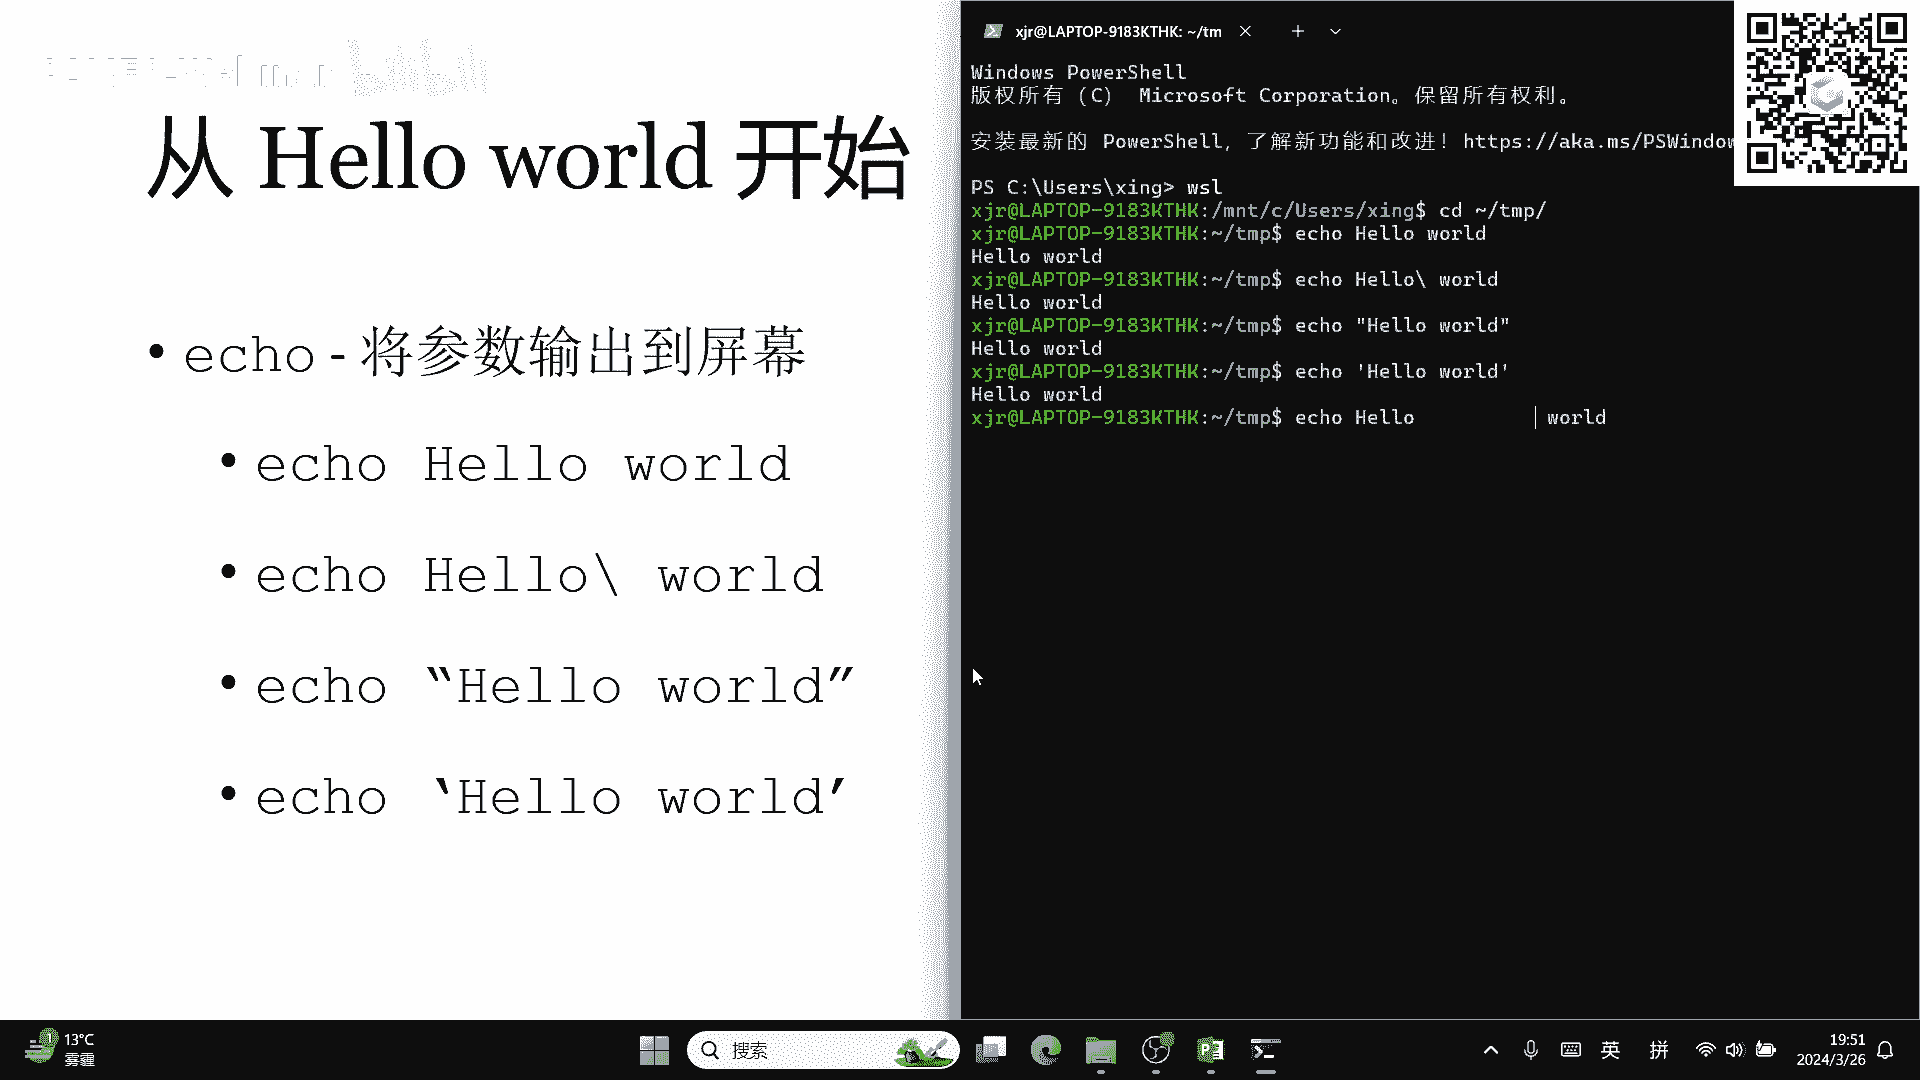 从 Hello world 开始
• echo - 将参数输出到屏幕
• echo Hello world
• echo Hello\ world
• echo “Hello world”
• echo ‘Hello world’
xjr@LAPTOP-9183KTHK: ~/tm
Windows PowerShell
版权所有 (C) Microsoft Corporation。保留所有权利。
安装最新的 PowerShell，了解新功能和改进！https://aka.ms/PSWindow
PS C:\Users\xing> wsl
xjr@LAPTOP-9183KTHK:/mnt/c/Users/xing$ cd ~/tmp/
xjr@LAPTOP-9183KTHK:~/tmp$ echo Hello world
Hello world
xjr@LAPTOP-9183KTHK:~/tmp$ echo Hello\ world
Hello world
xjr@LAPTOP-9183KTHK:~/tmp$ echo "Hello world"
Hello world
xjr@LAPTOP-9183KTHK:~/tmp$ echo 'Hello world'
Hello world
xjr@LAPTOP-9183KTHK:~/tmp$ echo Hello           world
13°C
雾霾
搜索
英
拼
19:51
2024/3/26